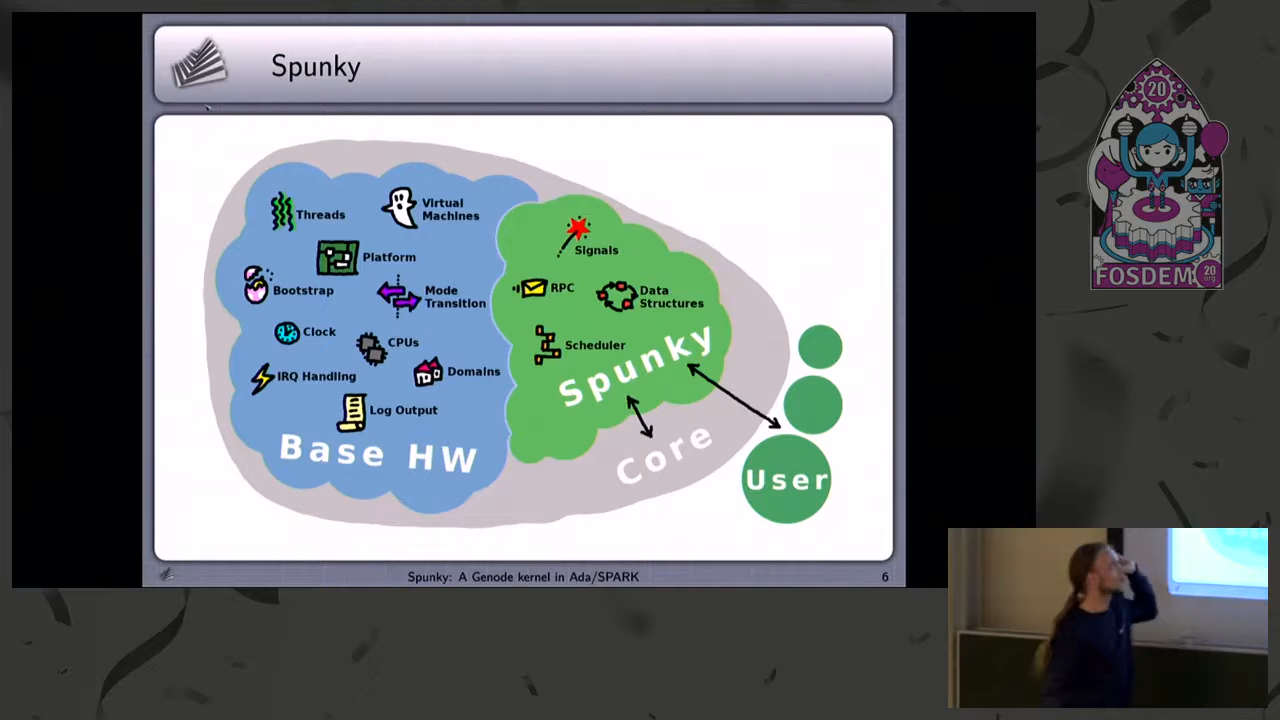 Spunky
Threads
Virtual
Machines
Platform
Bootstrap
Mode
Transition
Clock
CPUs
IRQ Handling
Domains
Log Output
Base HW
Signals
RPC
Data
Structures
Scheduler
Spunky
Core
User
Spunky: A Genode kernel in Ada/SPARK
6
20
FOSDEM
20
.org